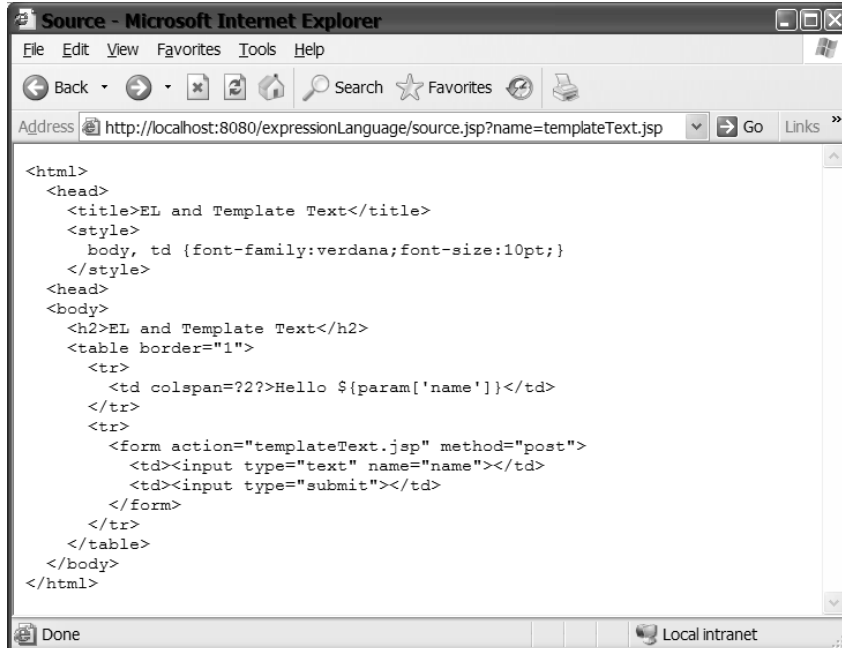 Source - Microsoft Internet Explorer
File Edit View Favorites Tools Help
Back Search Favorites
Address http://localhost:8080/expressionLanguage/source.jsp?name=templateText.jsp Go Links »
<html>
  <head>
    <title>EL and Template Text</title>
    <style>
      body, td {font-family:verdana;font-size:10pt;}
    </style>
  <head>
  <body>
    <h2>EL and Template Text</h2>
    <table border="1">
      <tr>
        <td colspan=?2?>Hello ${param['name']}</td>
      </tr>
      <tr>
        <form action="templateText.jsp" method="post">
          <td><input type="text" name="name"></td>
          <td><input type="submit"></td>
        </form>
      </tr>
    </table>
  </body>
</html>
Done Local intranet